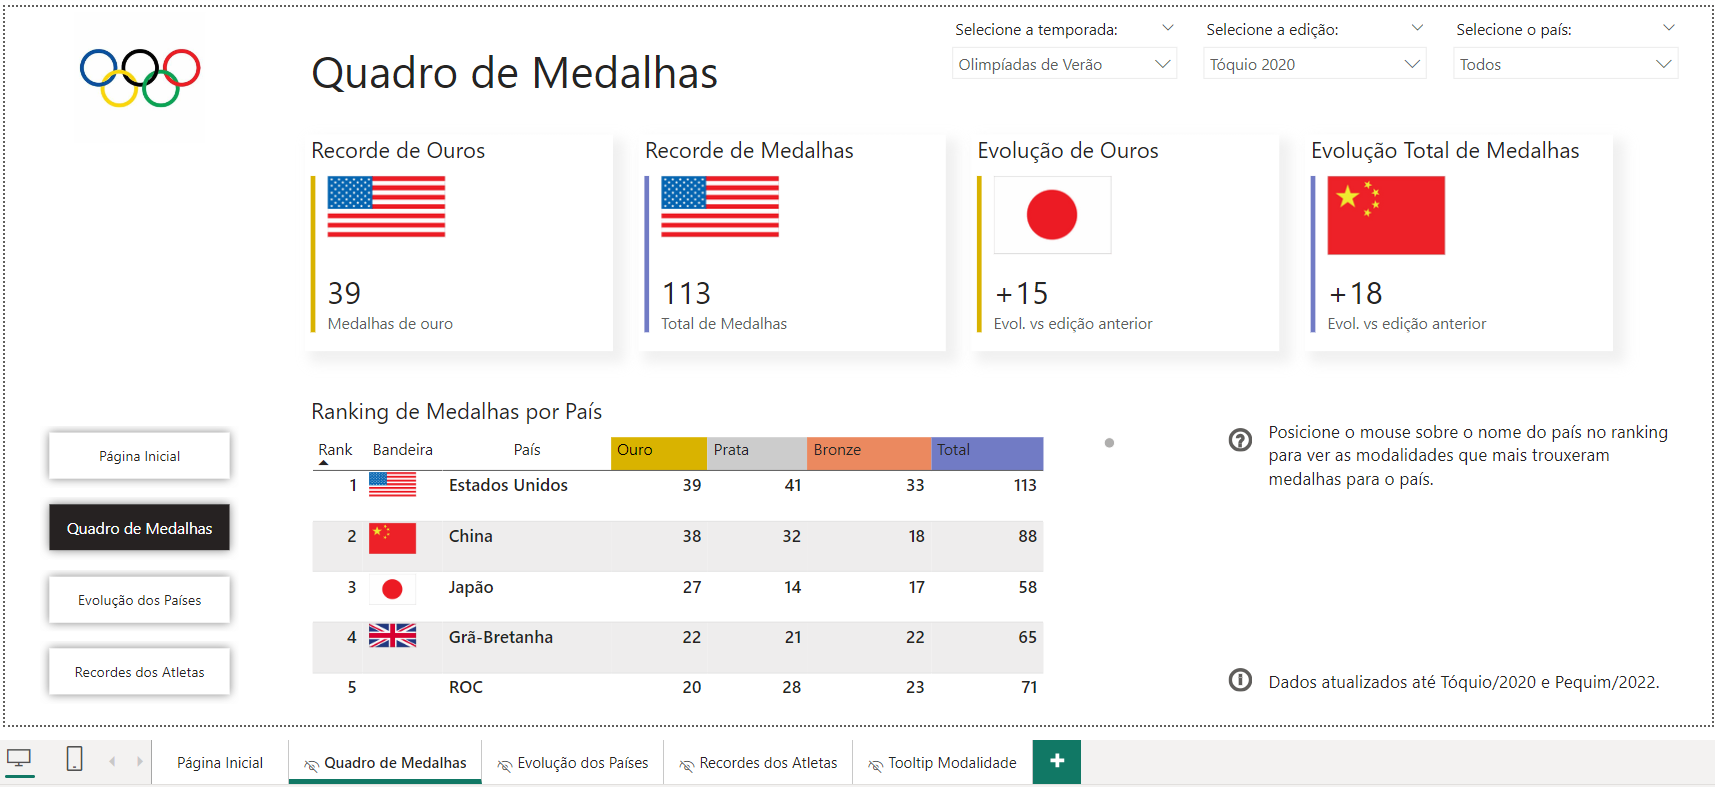 Quadro de Medalhas
Selecione a temporada:
Olimpíadas de Verão
Selecione a edição:
Tóquio 2020
Selecione o país:
Todos
Recorde de Ouros
39
Medalhas de ouro
Recorde de Medalhas
113
Total de Medalhas
Evolução de Ouros
+15
Evol. vs edição anterior
Evolução Total de Medalhas
+18
Evol. vs edição anterior
Página Inicial
Quadro de Medalhas
Evolução dos Países
Recordes dos Atletas
Ranking de Medalhas por País
Rank Bandeira País Ouro Prata Bronze Total
1 Estados Unidos 39 41 33 113
2 China 38 32 18 88
3 Japão 27 14 17 58
4 Grã-Bretanha 22 21 22 65
5 ROC 20 28 23 71
Posicione o mouse sobre o nome do país no ranking
para ver as modalidades que mais trouxeram
medalhas para o país.
Dados atualizados até Tóquio/2020 e Pequim/2022.
Página Inicial Quadro de Medalhas Evolução dos Países Recordes dos Atletas Tooltip Modalidade